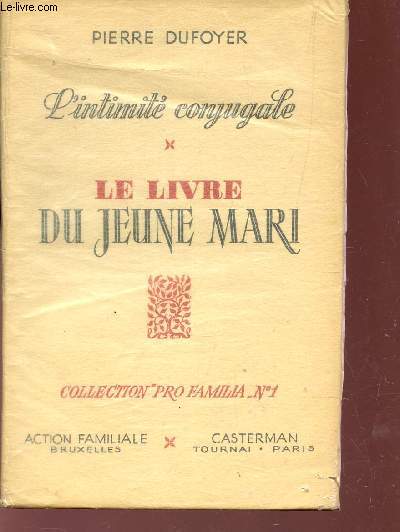 Le-livre.com
PIERRE DUFOYER
L'intimité conjugale
LE LIVRE
DU JEUNE MARI
COLLECTION "PRO FAMILIA" N°1
ACTION FAMILIALE
BRUXELLES
CASTERMAN
TOURNAI • PARIS